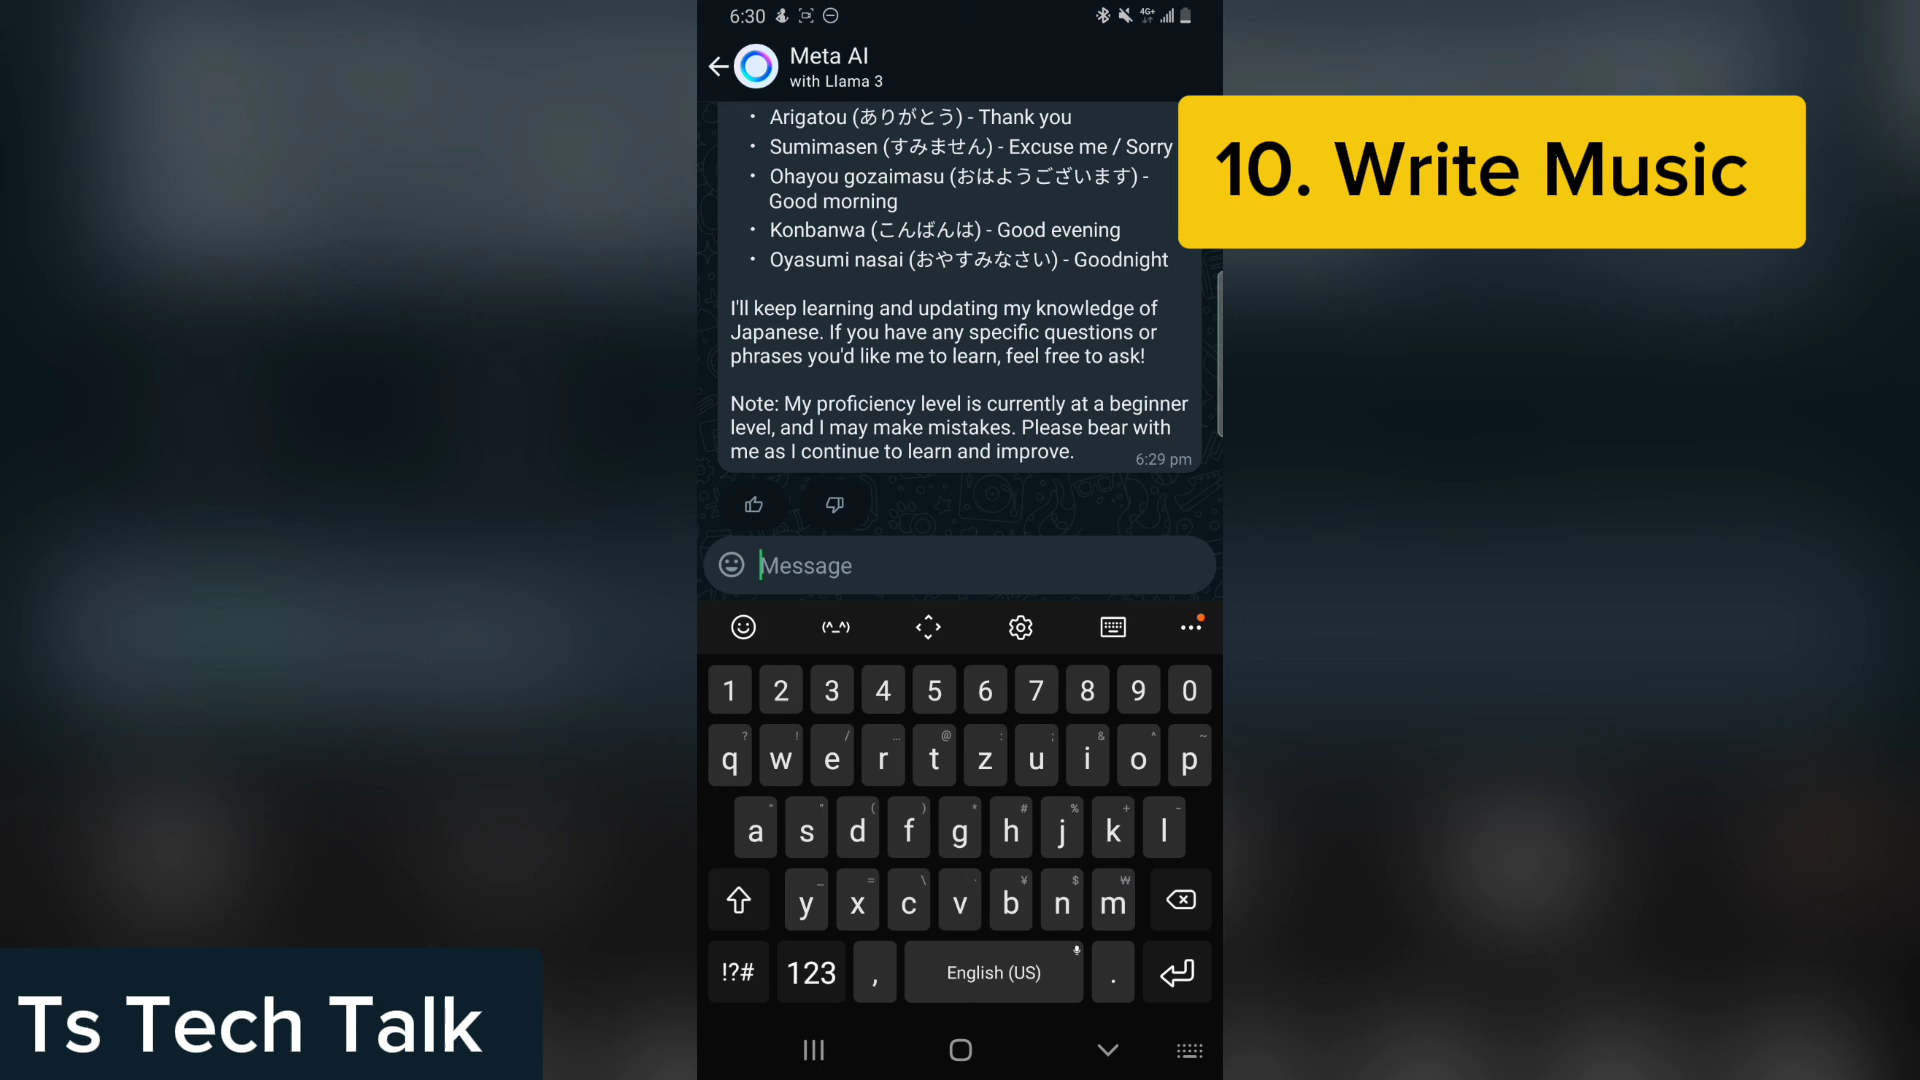 6:30
4G+
Meta AI
with Llama 3
10. Write Music
• Arigatou (ありがとう) - Thank you
• Sumimasen (すみません) - Excuse me / Sorry
• Ohayou gozaimasu (おはようございます) -
Good morning
• Konbanwa (こんばんは) - Good evening
• Oyasumi nasai (おやすみなさい) - Goodnight
I'll keep learning and updating my knowledge of
Japanese. If you have any specific questions or
phrases you'd like me to learn, feel free to ask!
Note: My proficiency level is currently at a beginner
level, and I may make mistakes. Please bear with
me as I continue to learn and improve.
6:29 pm
Message
(^_^)
1 2 3 4 5 6 7 8 9 0
? ! / ... @ : ; & ^ ~
q w e r t z u i o p
" ( ) * # % + -
a s d f g h j k l
_ = \ · ¥ $ ₩
y x c v b n m
!?# 123 , English (US) .
Ts Tech Talk